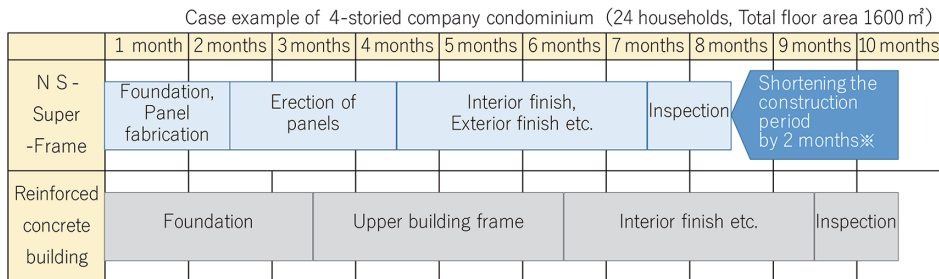 Case example of 4-storied company condominium (24 households, Total floor area 1600㎡)
1 month 2 months 3 months 4 months 5 months 6 months 7 months 8 months 9 months 10 months
N S -
Super
-Frame
Foundation,
Panel
fabrication
Erection of
panels
Interior finish,
Exterior finish etc.
Inspection
Shortening the
construction
period
by 2 months※
Reinforced
concrete
building
Foundation
Upper building frame
Interior finish etc.
Inspection